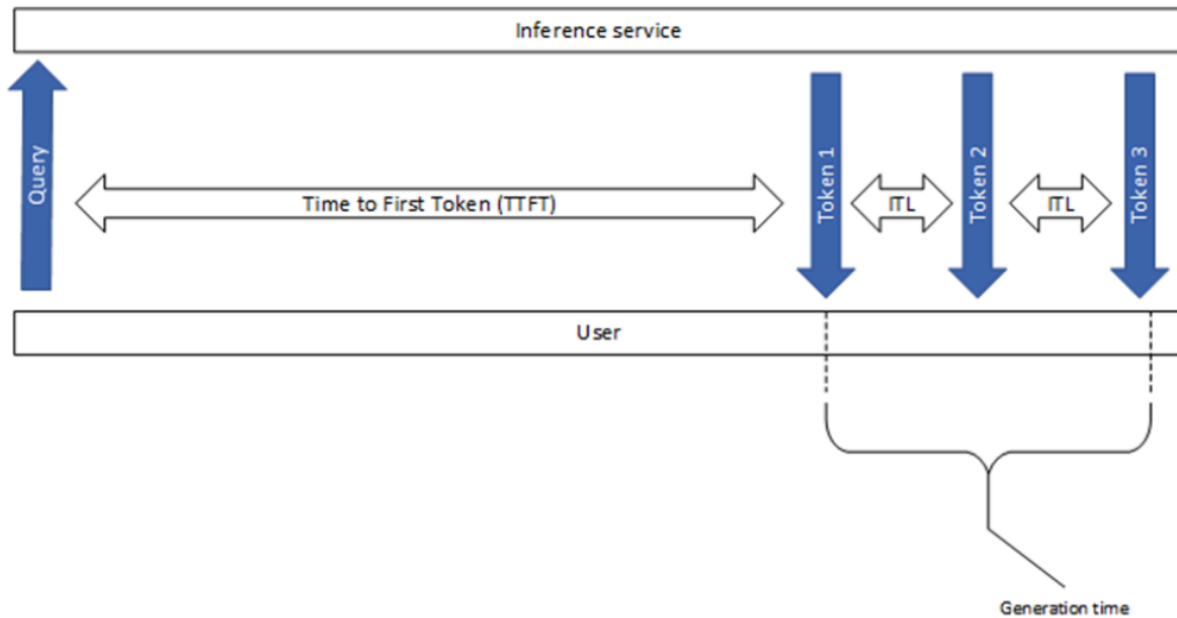 Inference service
Query
Time to First Token (TTFT)
Token 1
ITL
Token 2
ITL
Token 3
User
Generation time